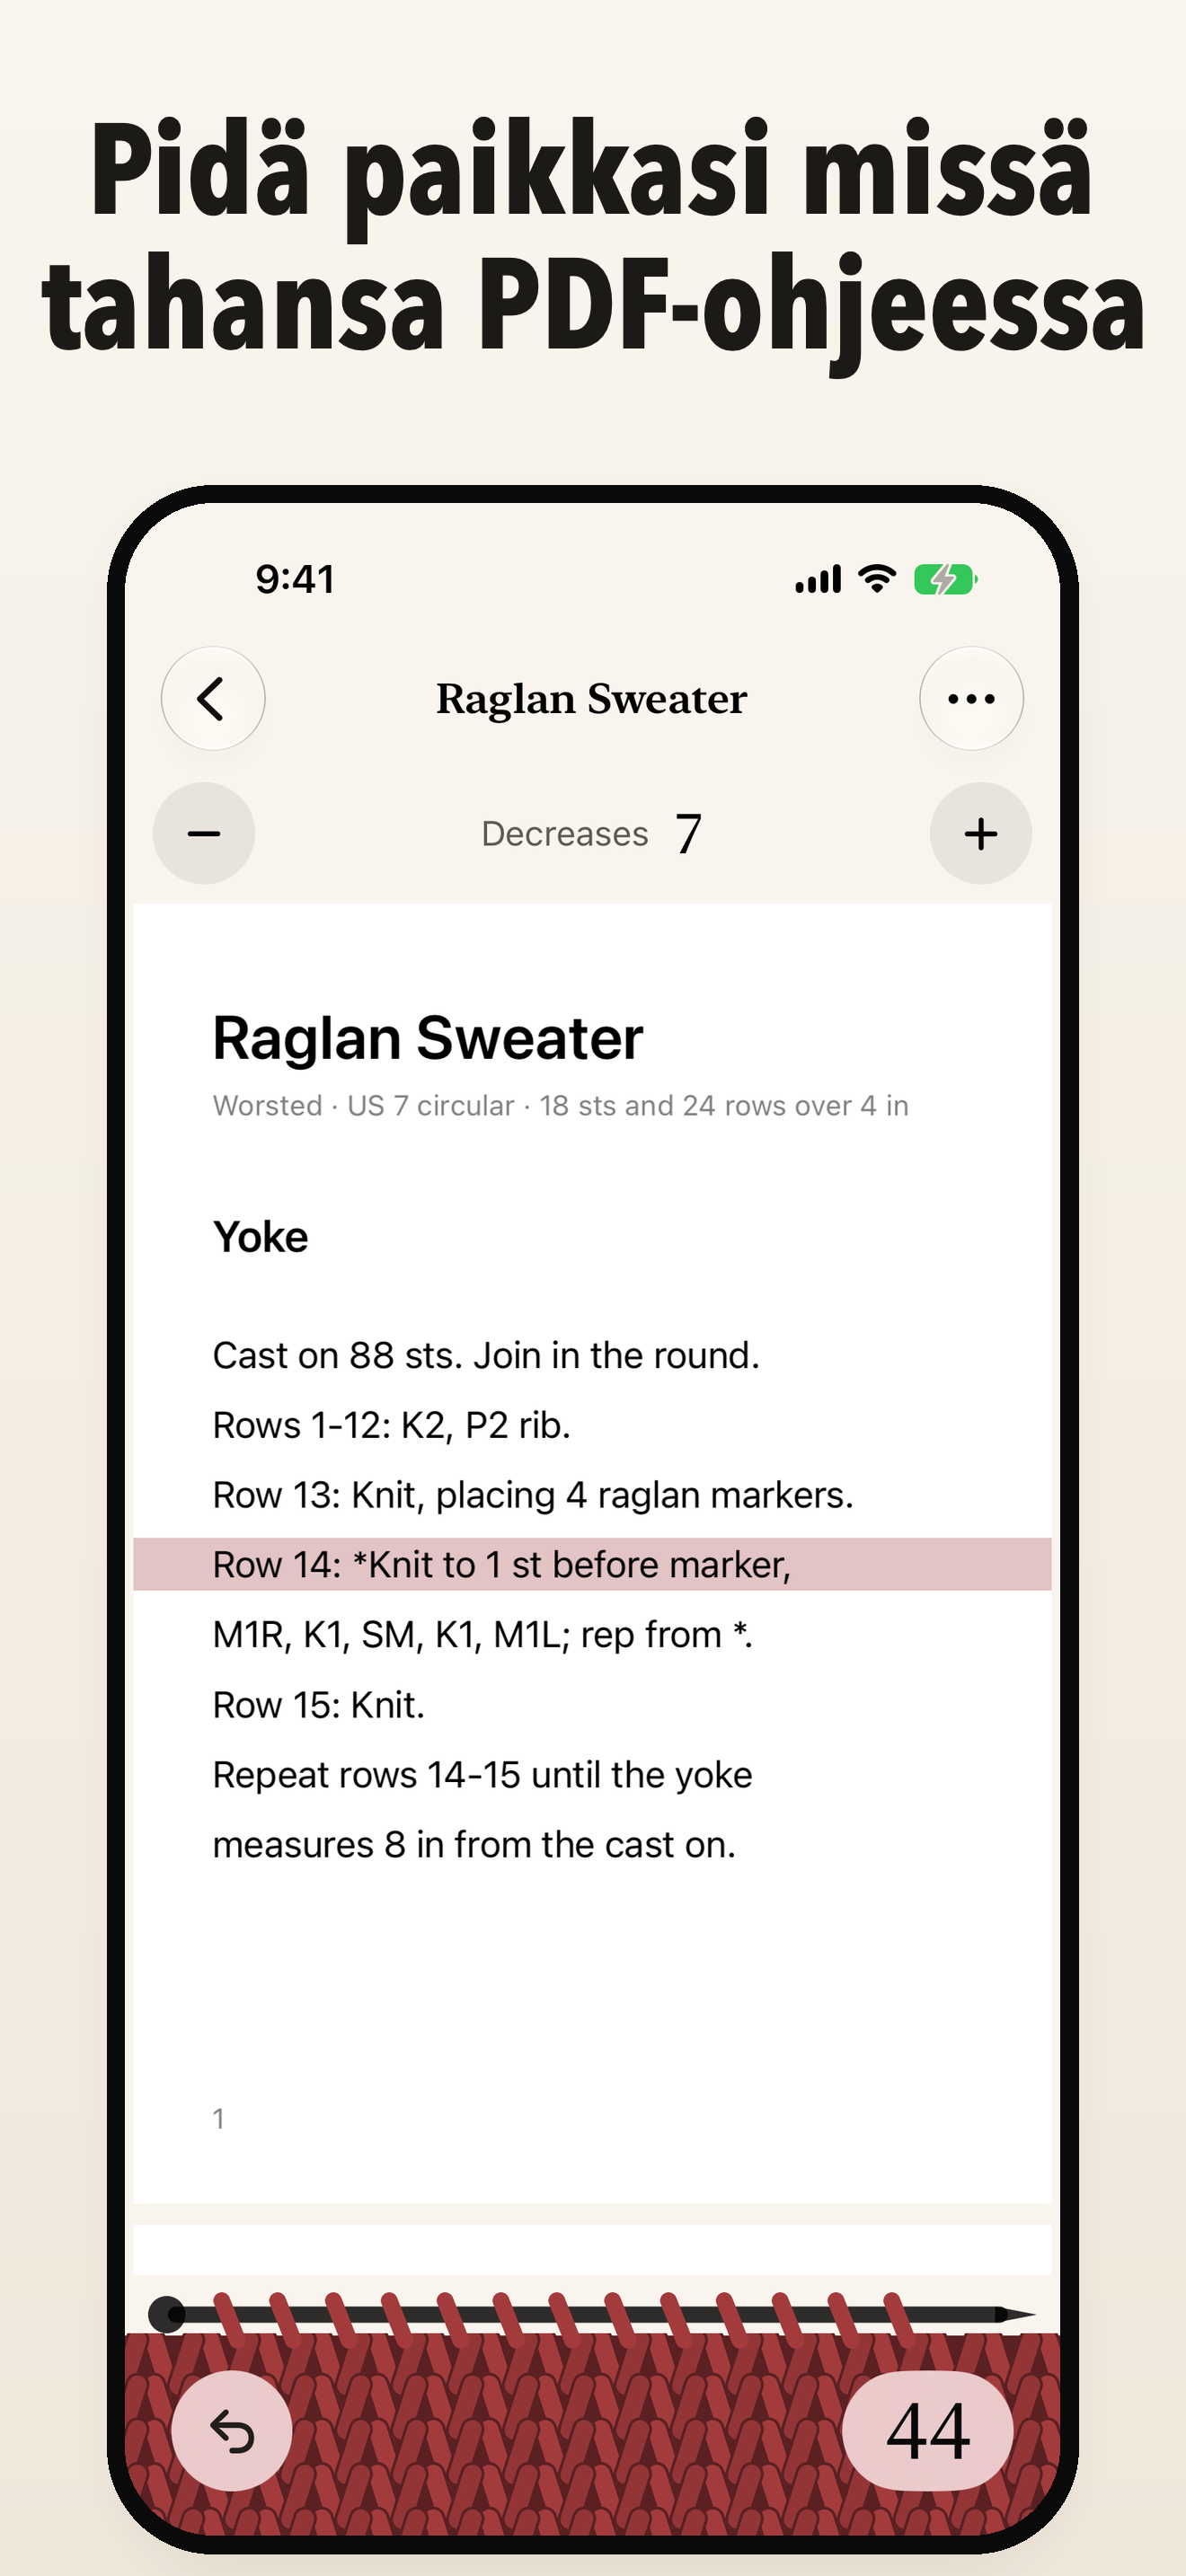 Pidä paikkasi missä
tahansa PDF-ohjeessa
9:41
Raglan Sweater
Decreases 7
Raglan Sweater
Worsted · US 7 circular · 18 sts and 24 rows over 4 in
Yoke
Cast on 88 sts. Join in the round.
Rows 1-12: K2, P2 rib.
Row 13: Knit, placing 4 raglan markers.
Row 14: *Knit to 1 st before marker,
M1R, K1, SM, K1, M1L; rep from *.
Row 15: Knit.
Repeat rows 14-15 until the yoke
measures 8 in from the cast on.
1
44